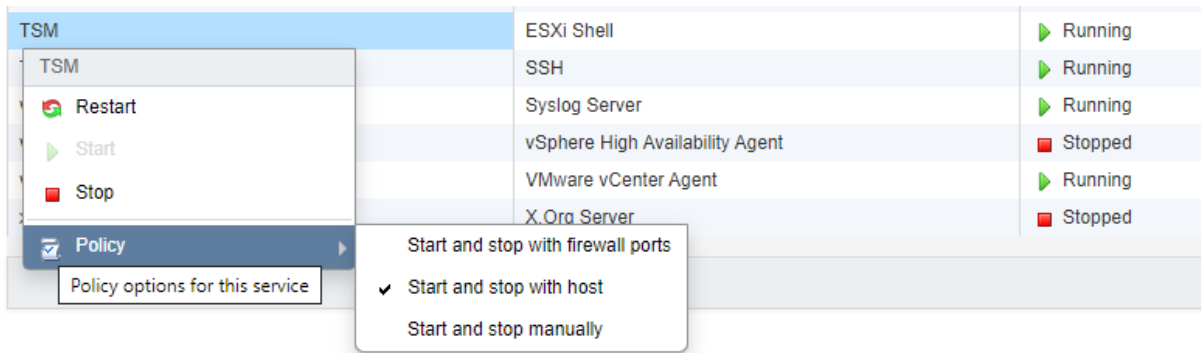 TSM ESXi Shell Running
TSM SSH Running
Restart Syslog Server Running
Start vSphere High Availability Agent Stopped
Stop VMware vCenter Agent Running
X.Org Server Stopped
Policy Start and stop with firewall ports
Policy options for this service Start and stop with host
Start and stop manually